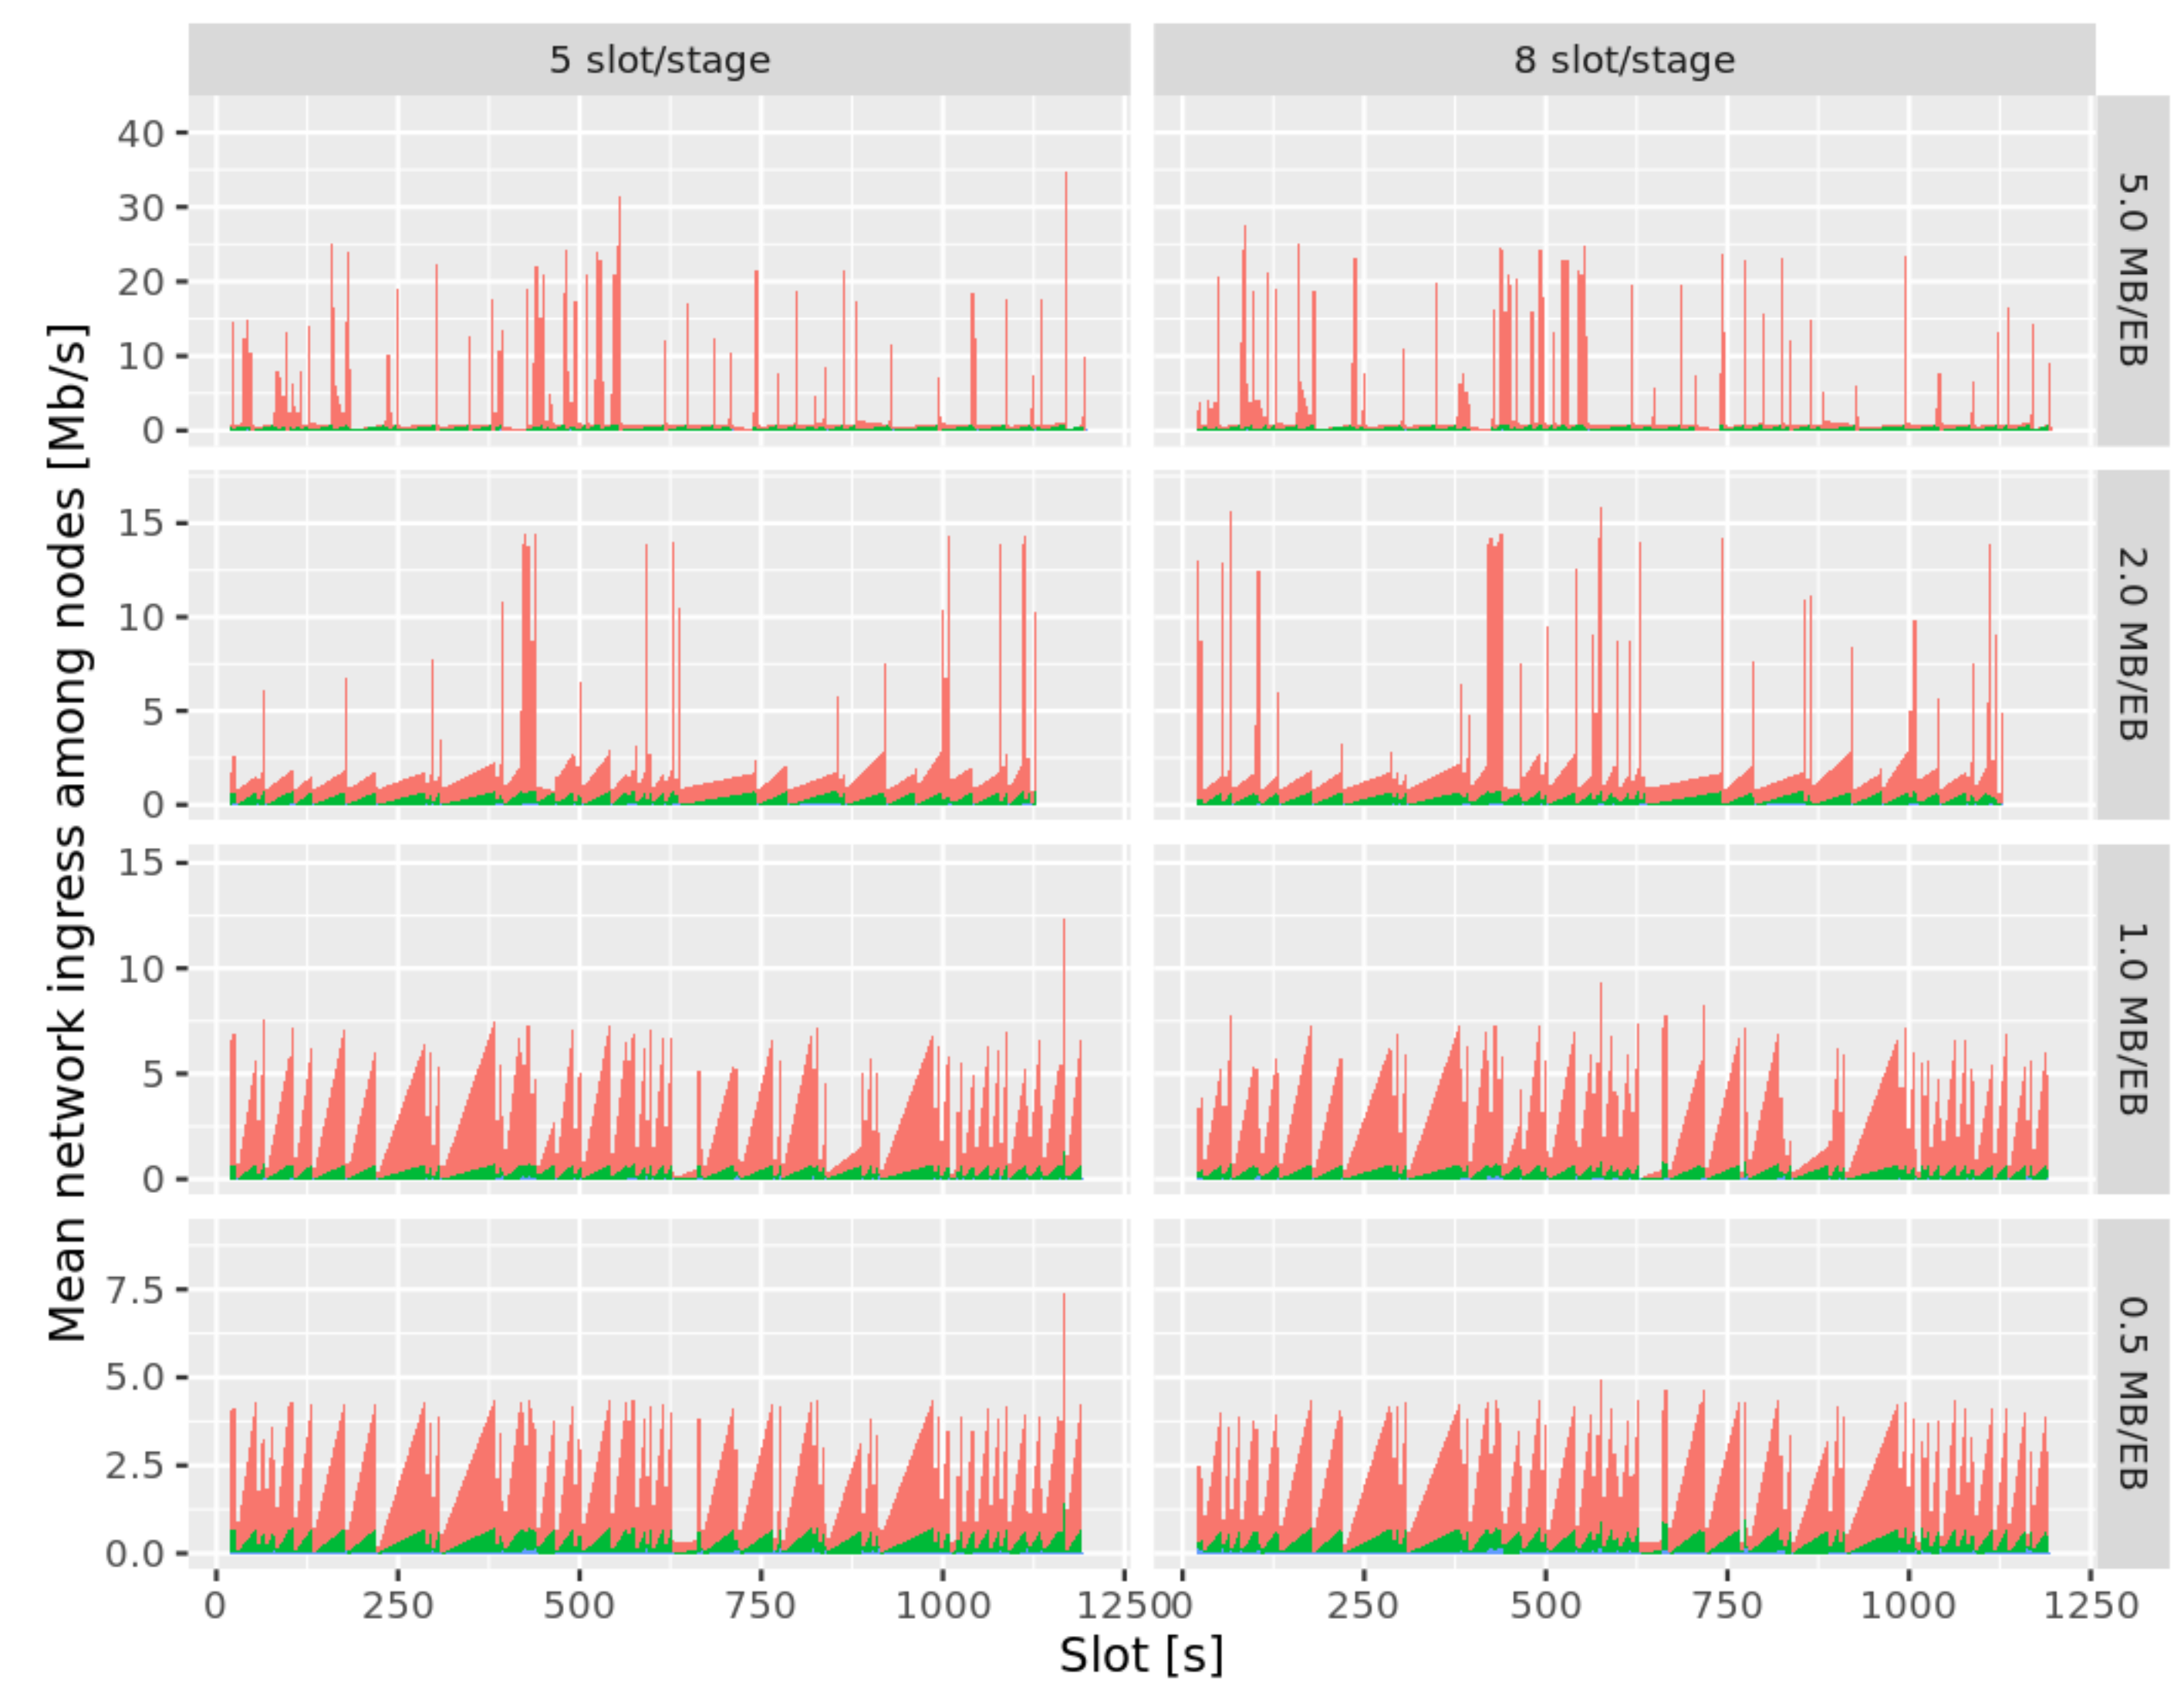 5 slot/stage
8 slot/stage
Mean network ingress among nodes [Mb/s]
40
30
20
10
0
5.0 MB/EB
15
10
5
0
2.0 MB/EB
15
10
5
0
1.0 MB/EB
7.5
5.0
2.5
0.0
0.5 MB/EB
0 250 500 750 1000 1250
0 250 500 750 1000 1250
Slot [s]